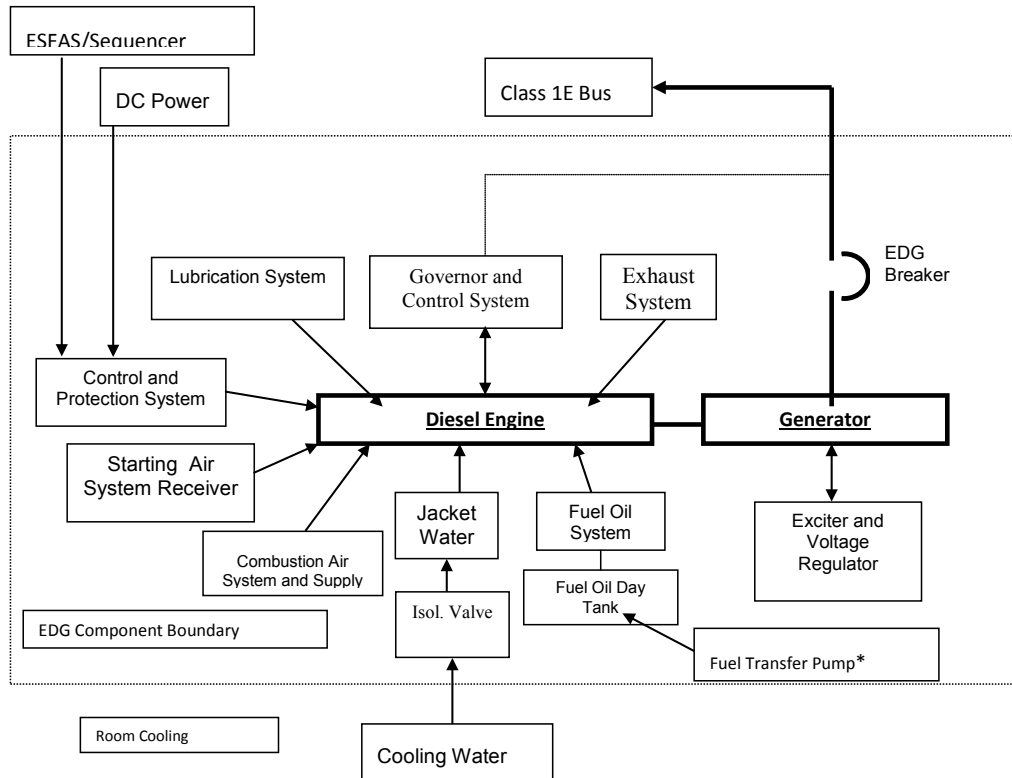 ESFAS/Sequencer
DC Power
Class 1E Bus
EDG
Breaker
Lubrication System
Governor and
Control System
Exhaust
System
Control and
Protection System
Diesel Engine
Generator
Starting Air
System Receiver
Jacket
Water
Fuel Oil
System
Exciter and
Voltage
Regulator
Combustion Air
System and Supply
Isol. Valve
Fuel Oil Day
Tank
EDG Component Boundary
Fuel Transfer Pump*
Room Cooling
Cooling Water